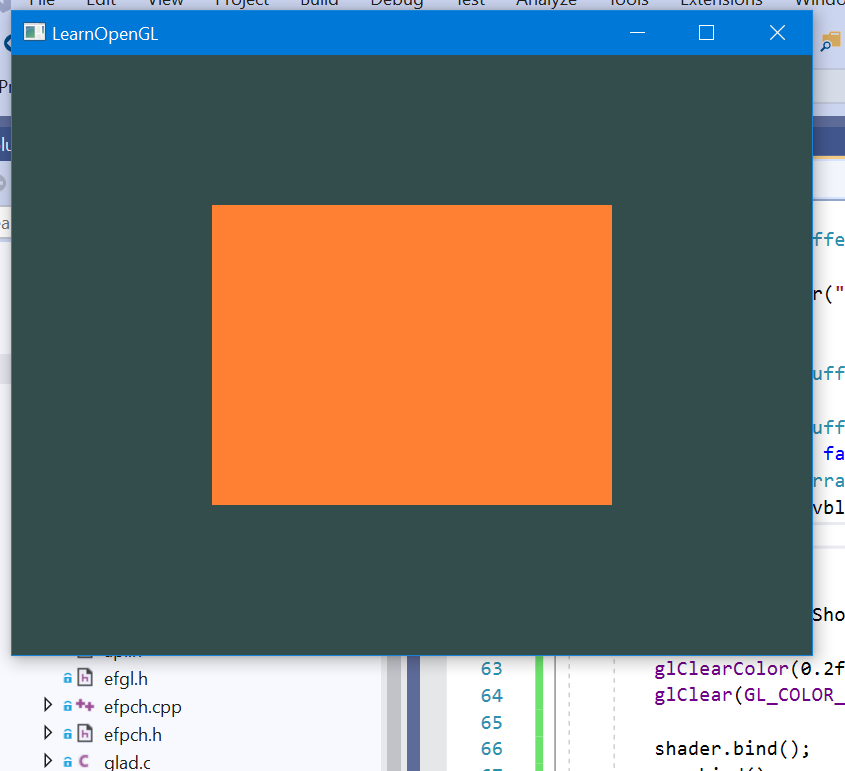 File Edit View Project Build Debug Test Analyze Tools Extensions Windo
LearnOpenGL
ffe
r("
uff
uff
fa
rra
vbl
Sho
63 glClearColor(0.2f
efgl.h
64 glClear(GL_COLOR_
efpch.cpp
65
efpch.h
66 shader.bind();
glad.c